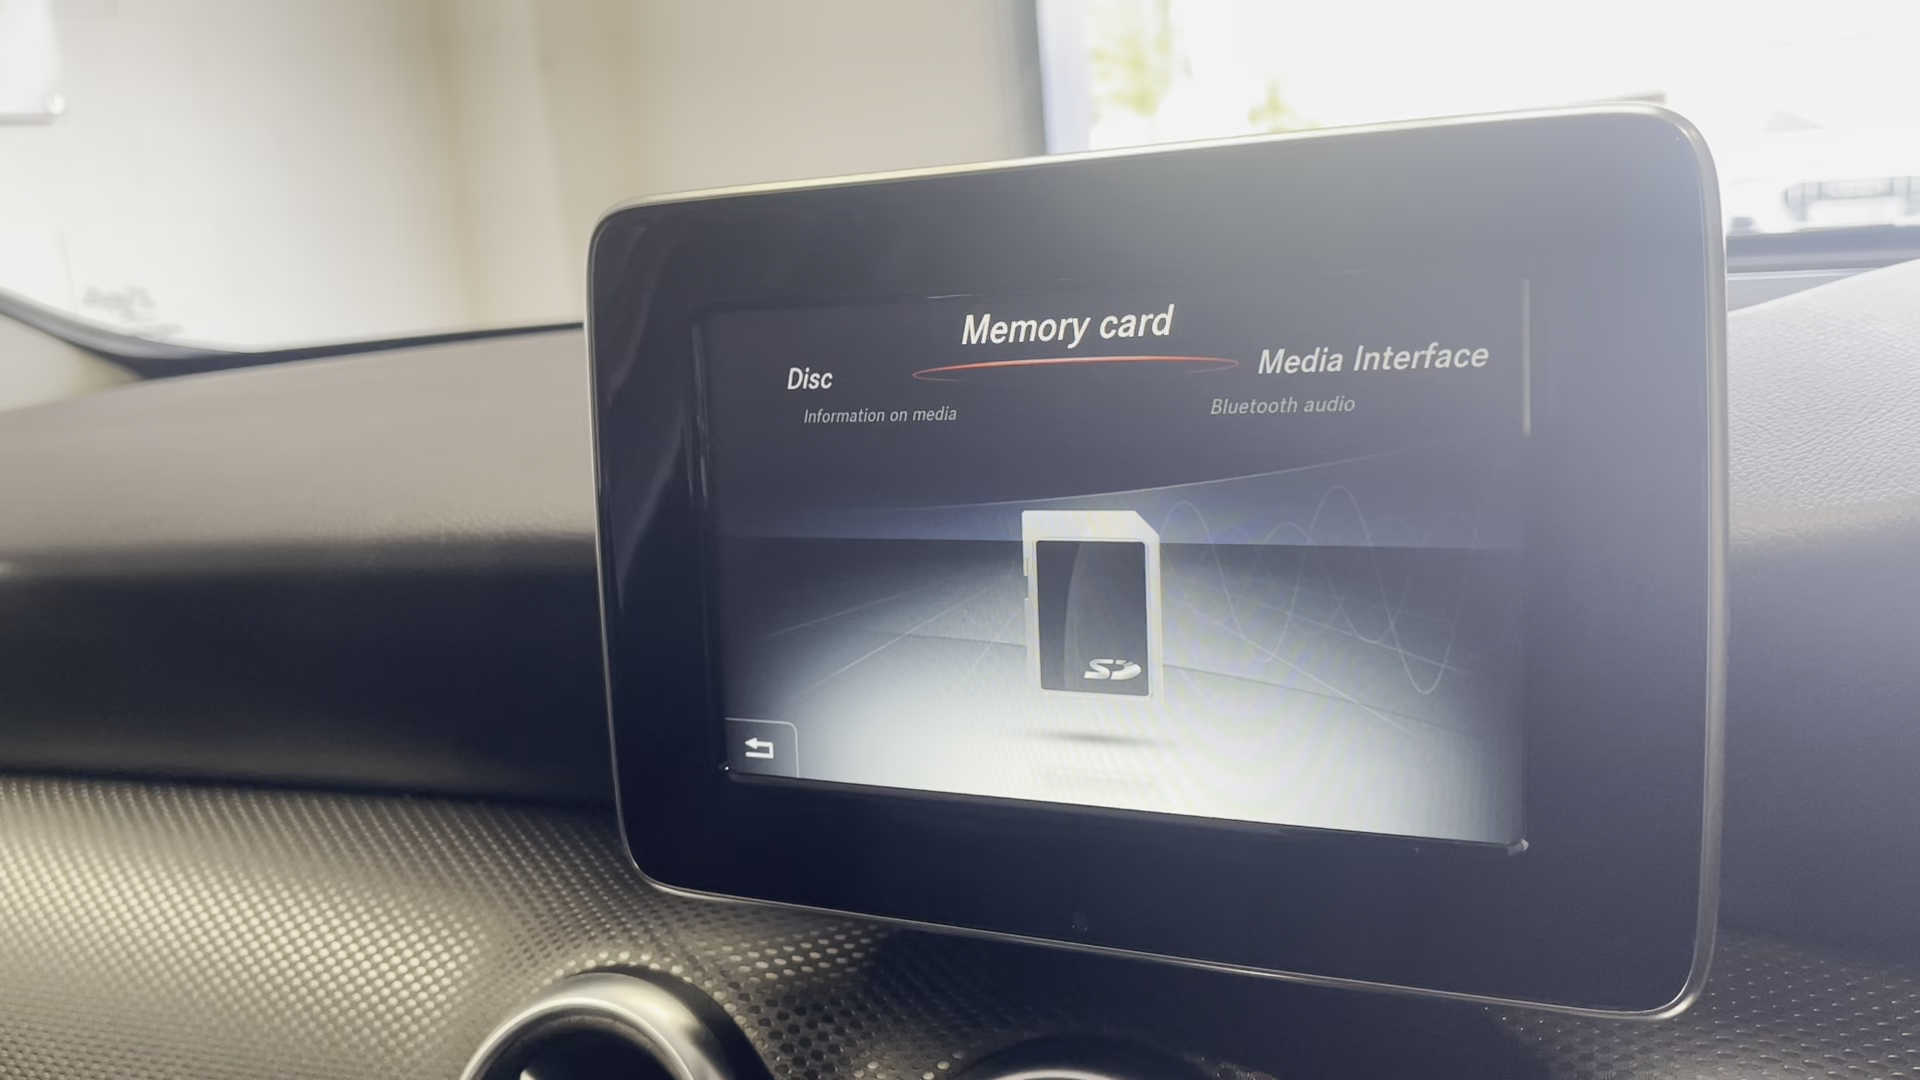 Memory card
Disc
Media Interface
Information on media
Bluetooth audio
SD